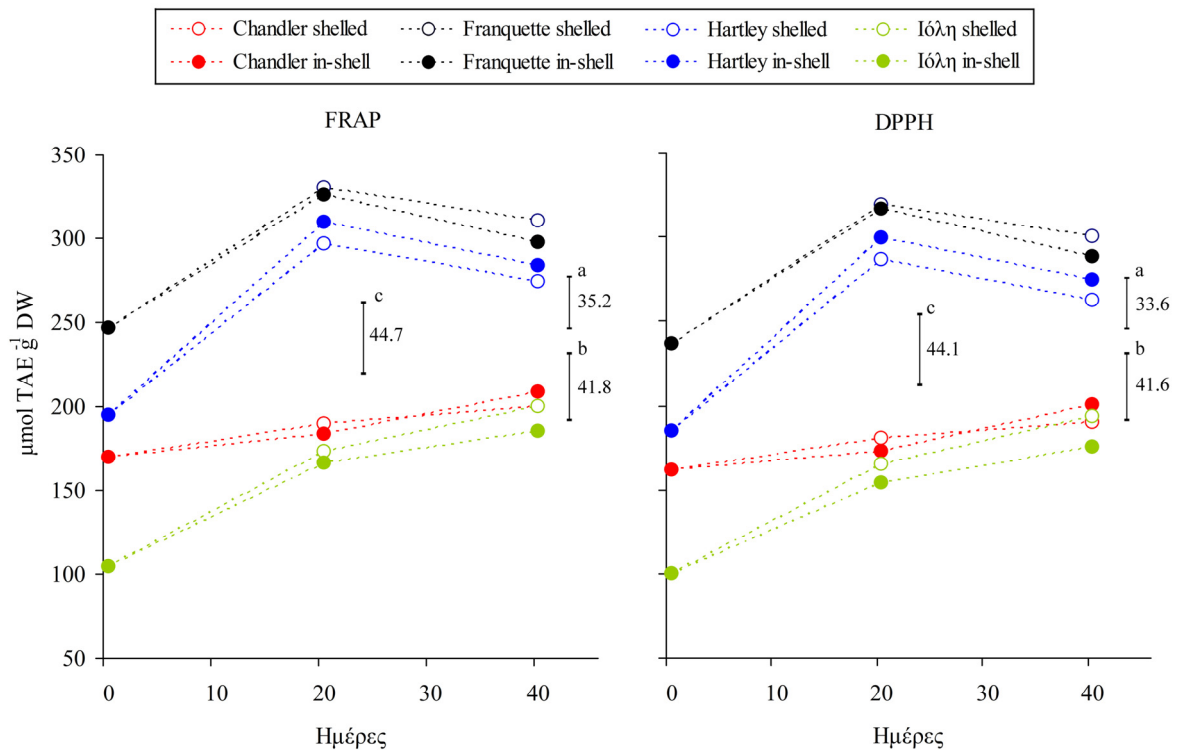 Chandler shelled Franquette shelled Hartley shelled Ιόλη shelled
Chandler in-shell Franquette in-shell Hartley in-shell Ιόλη in-shell
FRAP
DPPH
μmol TAE g-1 DW
350
300
250
200
150
100
50
a
35.2
b
41.8
c
44.7
a
33.6
b
41.6
c
44.1
0 10 20 30 40
0 10 20 30 40
Ημέρες
Ημέρες